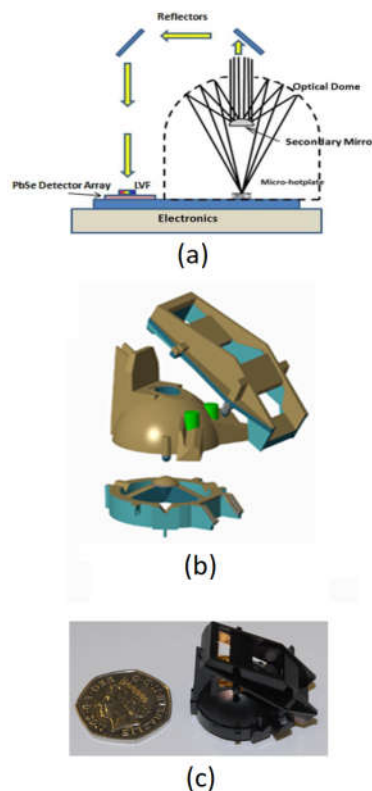 Reflectors
Optical Dome
Secondary Mirro
Micro-hotplate
PbSe Detector Array
LVF
Electronics
(a)
(b)
(c)